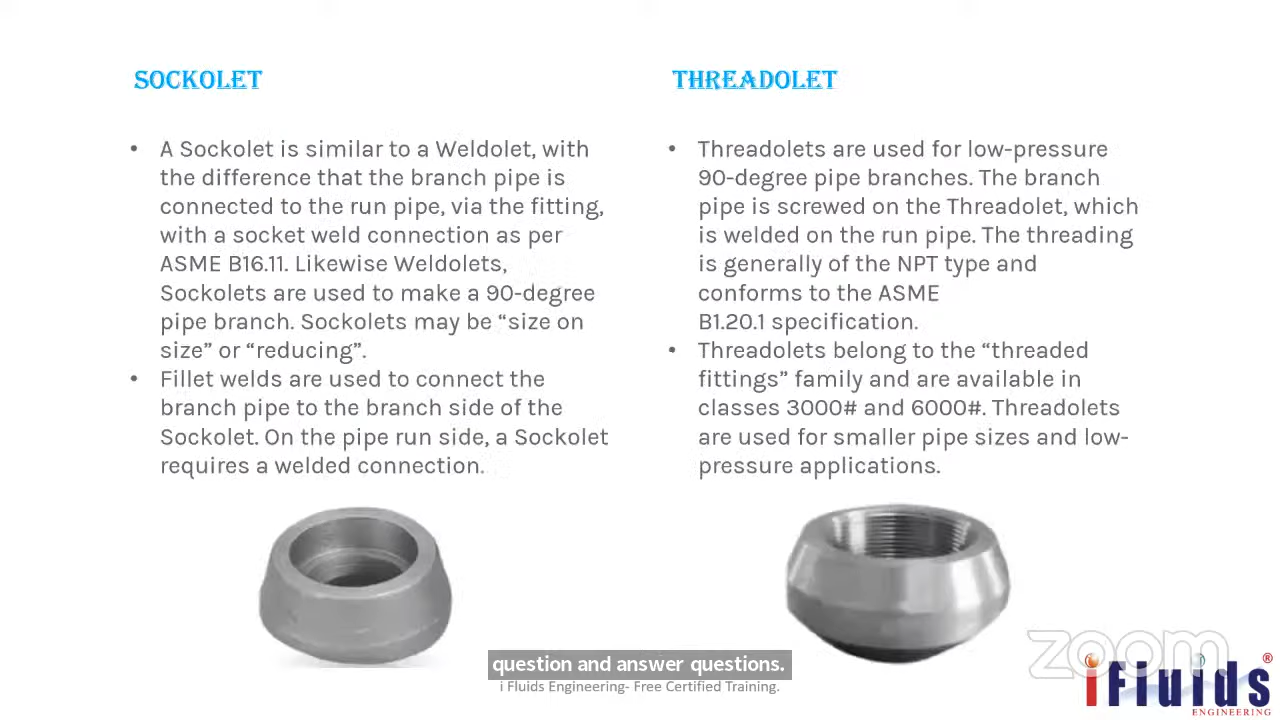 SOCKOLET
• A Sockolet is similar to a Weldolet, with
the difference that the branch pipe is
connected to the run pipe, via the fitting,
with a socket weld connection as per
ASME B16.11. Likewise Weldolets,
Sockolets are used to make a 90-degree
pipe branch. Sockolets may be “size on
size” or “reducing”.
• Fillet welds are used to connect the
branch pipe to the branch side of the
Sockolet. On the pipe run side, a Sockolet
requires a welded connection.
THREADOLET
• Threadolets are used for low-pressure
90-degree pipe branches. The branch
pipe is screwed on the Threadolet, which
is welded on the run pipe. The threading
is generally of the NPT type and
conforms to the ASME
B1.20.1 specification.
• Threadolets belong to the “threaded
fittings” family and are available in
classes 3000# and 6000#. Threadolets
are used for smaller pipe sizes and low-
pressure applications.
question and answer questions.
i Fluids Engineering- Free Certified Training.
zoom
iFluids®
ENGINEERING